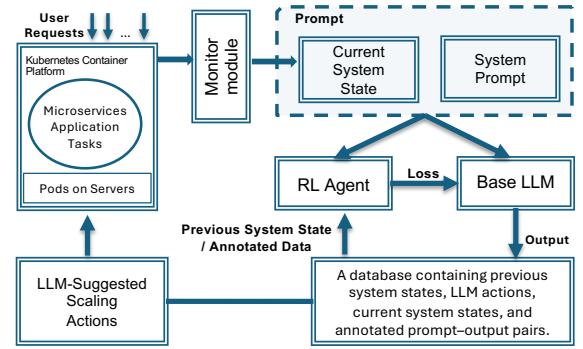 User
Requests
...
Kubernetes Container
Platform
Microservices
Application
Tasks
Pods on Servers
Monitor
module
Prompt
Current
System
State
System
Prompt
RL Agent
Loss
Base LLM
Previous System State
/ Annotated Data
Output
LLM-Suggested
Scaling
Actions
A database containing previous
system states, LLM actions,
current system states, and
annotated prompt–output pairs.